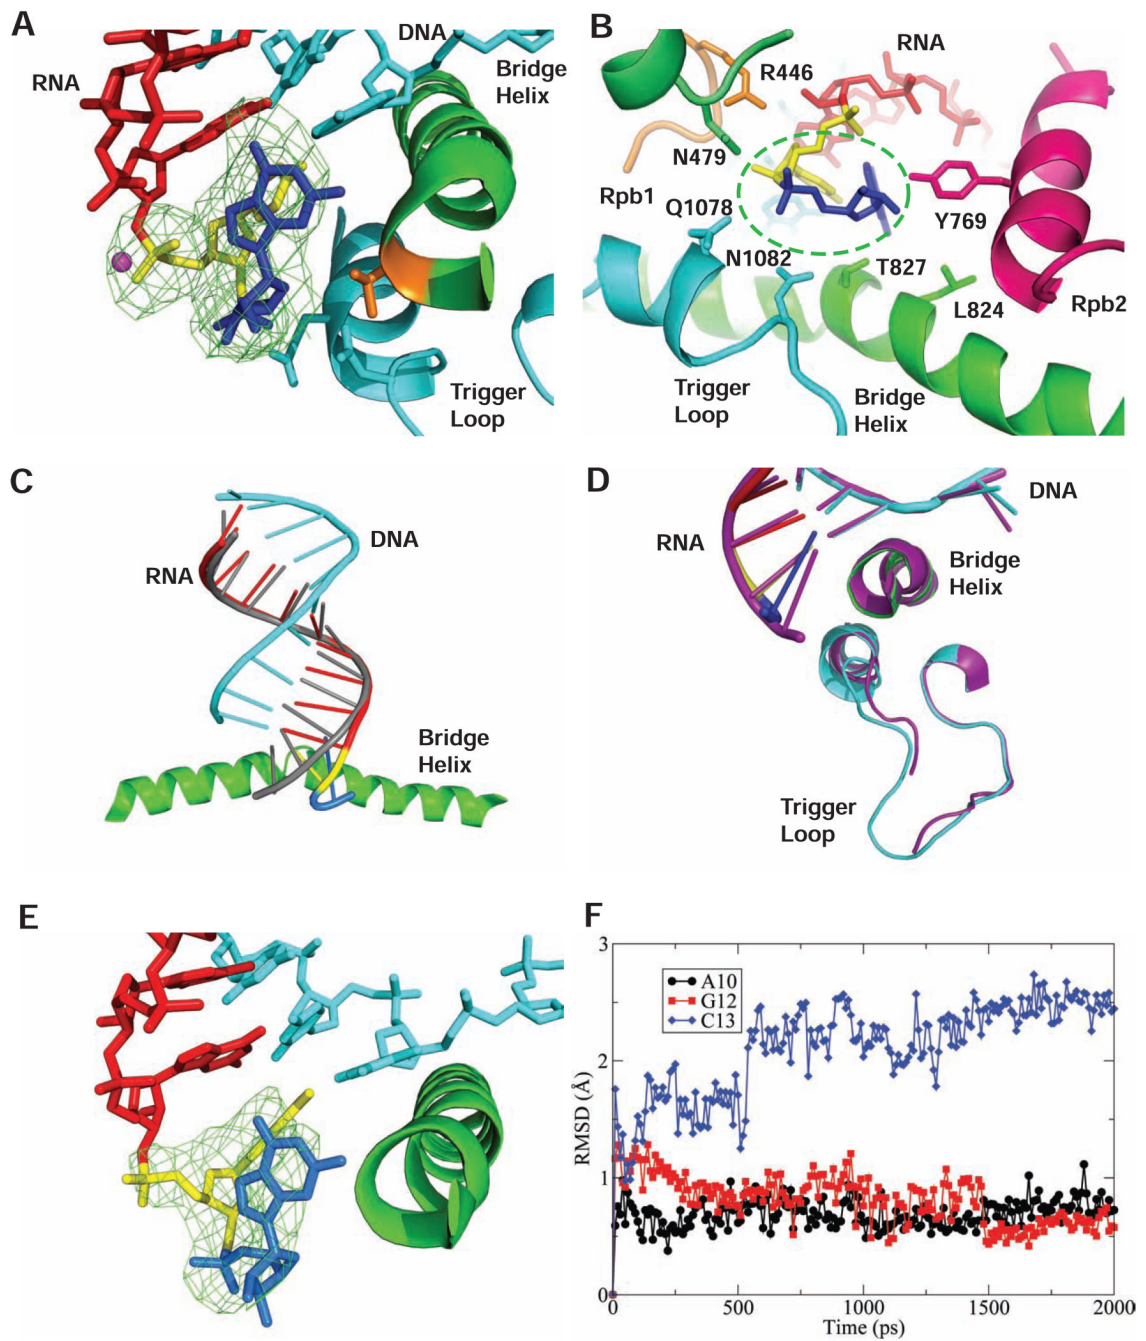 A
RNA
DNA
Bridge
Helix
Trigger
Loop
B
RNA
R446
N479
Rpb1
Q1078
N1082
T827
Y769
L824
Rpb2
Trigger
Loop
Bridge
Helix
C
RNA
DNA
Bridge
Helix
D
RNA
DNA
Bridge
Helix
Trigger
Loop
E
F
3
2
1
0
RMSD (Å)
A10
G12
C13
0
500
1000
1500
2000
Time (ps)